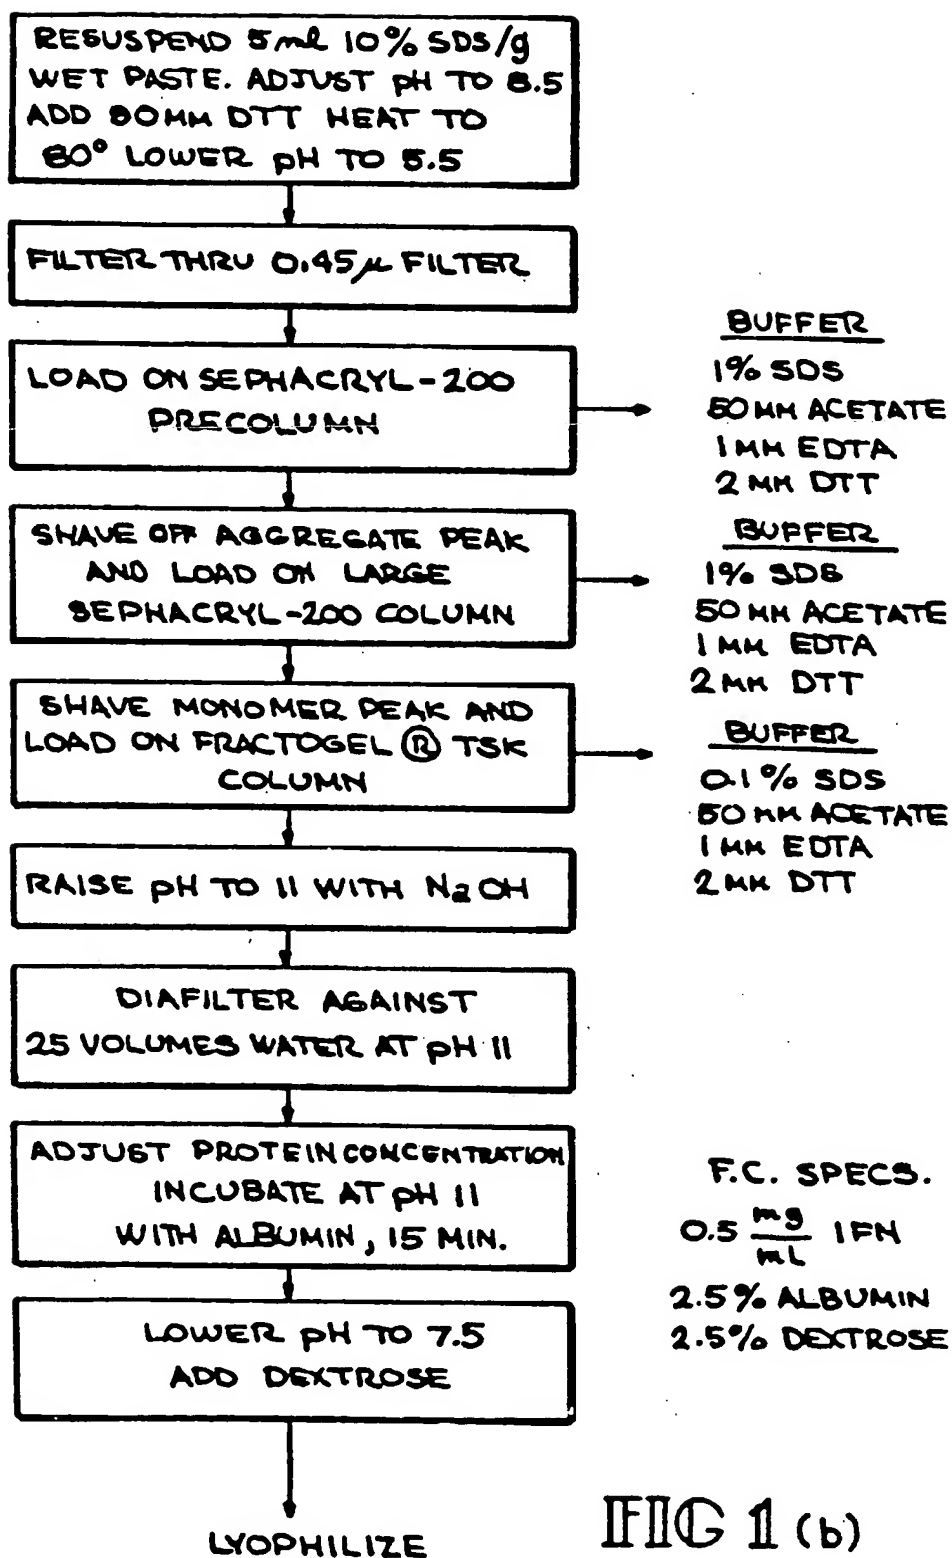 RESUSPEND 5ml 10% SDS/g
WET PASTE. ADJUST pH TO 8.5
ADD DTT HEAT TO
LOWER pH TO 5.5
FILTER THRU 0.45μ FILTER
LOAD ON SEPHACRYL-200
PRECOLUMN
BUFFER
1% SDS
50 MM ACETATE
1 MM EDTA
2 MM DTT
SHAVE OFF AGGREGATE PEAK
AND LOAD ON LARGE
SEPHACRYL-200 COLUMN
BUFFER
1% SDS
50 MM ACETATE
1 MM EDTA
2 MM DTT
SHAVE MONOMER PEAK AND
LOAD ON FRACTOGEL ® TSK
COLUMN
BUFFER
0.1% SDS
50 MM ACETATE
1 MM EDTA
2 MM DTT
RAISE pH TO 11 WITH NaOH
DIAFILTER AGAINST
25 VOLUMES WATER AT pH 11
ADJUST PROTEIN CONCENTRATION
INCUBATE AT pH 11
WITH ALBUMIN, 15 MIN.
F.C. SPECS.
0.5 mg/mL IFN
2.5% ALBUMIN
2.5% DEXTROSE
LOWER pH TO 7.5
ADD DEXTROSE
LYOPHILIZE
FIG 1 (b)